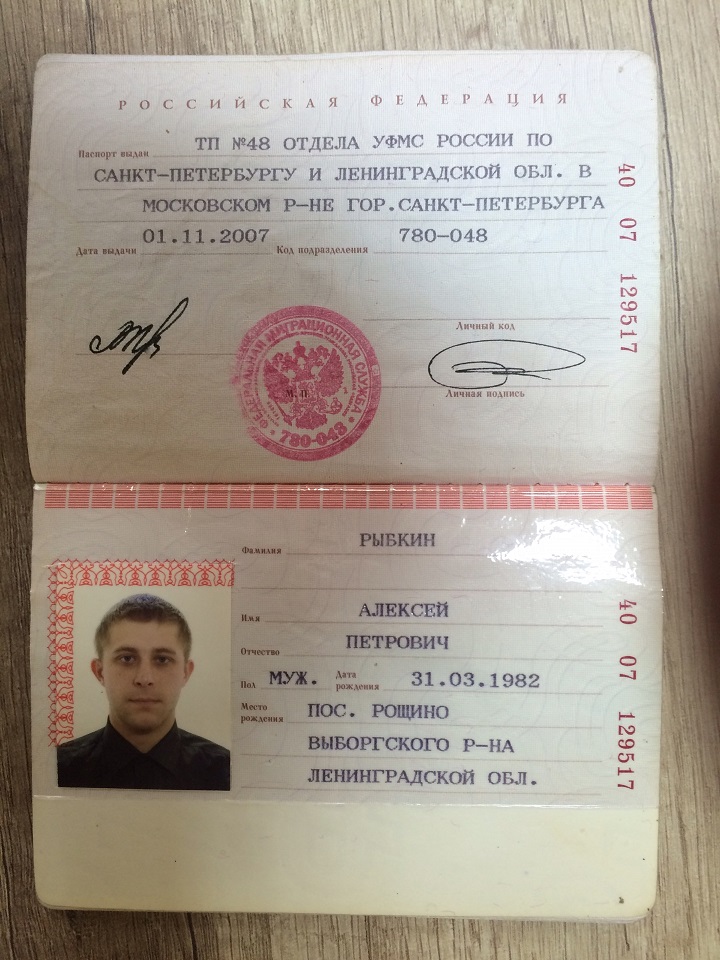 РОССИЙСКАЯ ФЕДЕРАЦИЯ
Паспорт выдан ТП №48 ОТДЕЛА УФМС РОССИИ ПО
САНКТ-ПЕТЕРБУРГУ И ЛЕНИНГРАДСКОЙ ОБЛ. В
МОСКОВСКОМ Р-НЕ ГОР.САНКТ-ПЕТЕРБУРГА
Дата выдачи 01.11.2007 Код подразделения 780-048
40 07 129517
Личный код
М.П.
Личная подпись
ФЕДЕРАЛЬНАЯ МИГРАЦИОННАЯ СЛУЖБА
780-048
Фамилия РЫБКИН
Имя АЛЕКСЕЙ
Отчество ПЕТРОВИЧ
Пол МУЖ. Дата рождения 31.03.1982
Место рождения ПОС. РОЩИНО
ВЫБОРГСКОГО Р-НА
ЛЕНИНГРАДСКОЙ ОБЛ.
40 07 129517